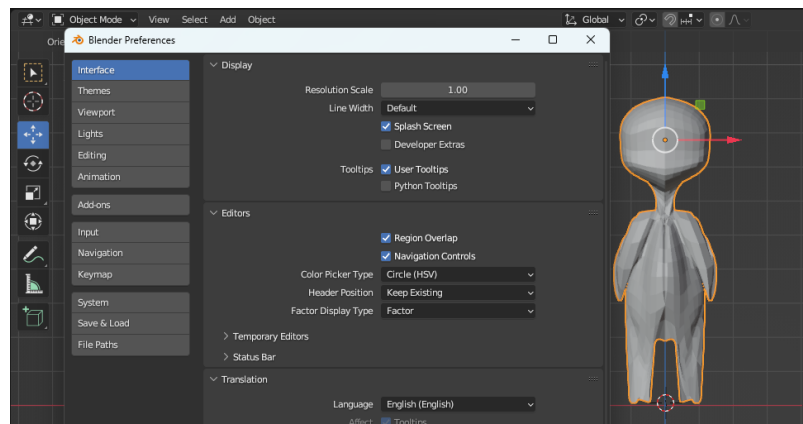 Object Mode View Select Add Object Global
Orie
Blender Preferences
Interface
Themes
Viewport
Lights
Editing
Animation
Add-ons
Input
Navigation
Keymap
System
Save & Load
File Paths
Display
Resolution Scale 1.00
Line Width Default
Splash Screen
Developer Extras
Tooltips User Tooltips
Python Tooltips
Editors
Region Overlap
Navigation Controls
Color Picker Type Circle (HSV)
Header Position Keep Existing
Factor Display Type Factor
Temporary Editors
Status Bar
Translation
Language English (English)
Affect Tooltips